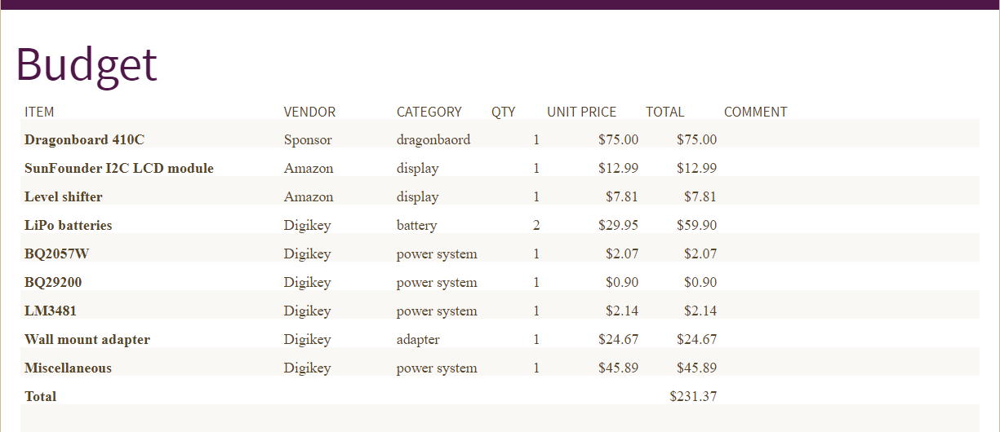 Budget
ITEM VENDOR CATEGORY QTY UNIT PRICE TOTAL COMMENT
Dragonboard 410C Sponsor dragonbaord 1 $75.00 $75.00
SunFounder I2C LCD module Amazon display 1 $12.99 $12.99
Level shifter Amazon display 1 $7.81 $7.81
LiPo batteries Digikey battery 2 $29.95 $59.90
BQ2057W Digikey power system 1 $2.07 $2.07
BQ29200 Digikey power system 1 $0.90 $0.90
LM3481 Digikey power system 1 $2.14 $2.14
Wall mount adapter Digikey adapter 1 $24.67 $24.67
Miscellaneous Digikey power system 1 $45.89 $45.89
Total $231.37